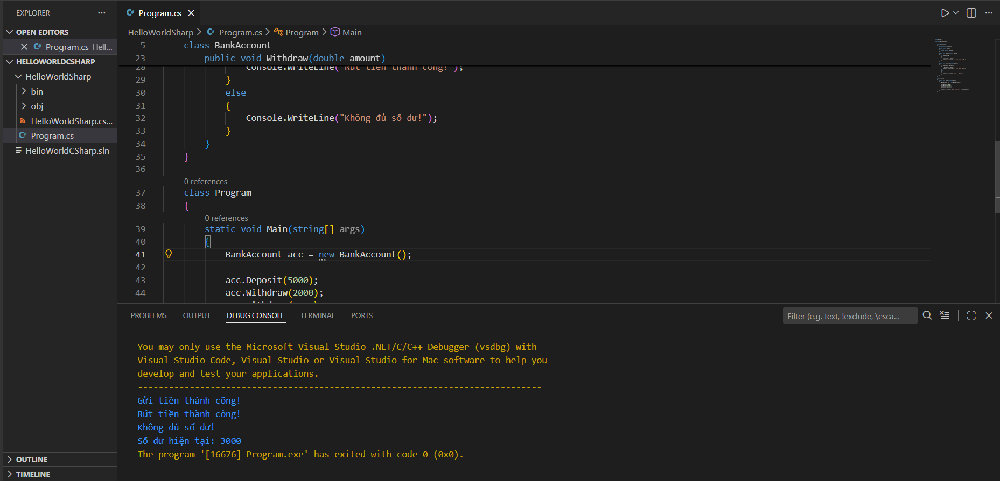 EXPLORER
OPEN EDITORS
Program.cs Hell...
HELLOWORLDCSHARP
HelloWorldSharp
bin
obj
HelloWorldSharp.cs...
Program.cs
HelloWorldCSharp.sln
OUTLINE
TIMELINE
Program.cs
HelloWorldSharp > Program.cs > Program > Main
5 class BankAccount
23 public void Withdraw(double amount)
28 Console.WriteLine("Rút tiền thành công!");
29 }
30 else
31 {
32 Console.WriteLine("Không đủ số dư!");
33 }
34 }
35 }
36
0 references
37 class Program
38 {
0 references
39 static void Main(string[] args)
40 {
41 BankAccount acc = new BankAccount();
42
43 acc.Deposit(5000);
44 acc.Withdraw(2000);
PROBLEMS OUTPUT DEBUG CONSOLE TERMINAL PORTS
Filter (e.g. text, !exclude, \esca...
------------------------------------------------------------------------------
You may only use the Microsoft Visual Studio .NET/C/C++ Debugger (vsdbg) with
Visual Studio Code, Visual Studio or Visual Studio for Mac software to help you
develop and test your applications.
------------------------------------------------------------------------------
Gửi tiền thành công!
Rút tiền thành công!
Không đủ số dư!
Số dư hiện tại: 3000
The program '[16676] Program.exe' has exited with code 0 (0x0).